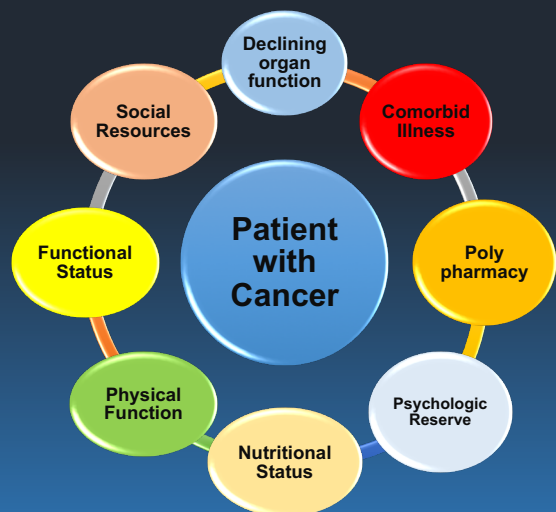 Declining
organ
function
Comorbid
Illness
Poly
pharmacy
Psychologic
Reserve
Nutritional
Status
Physical
Function
Functional
Status
Social
Resources
Patient
with
Cancer